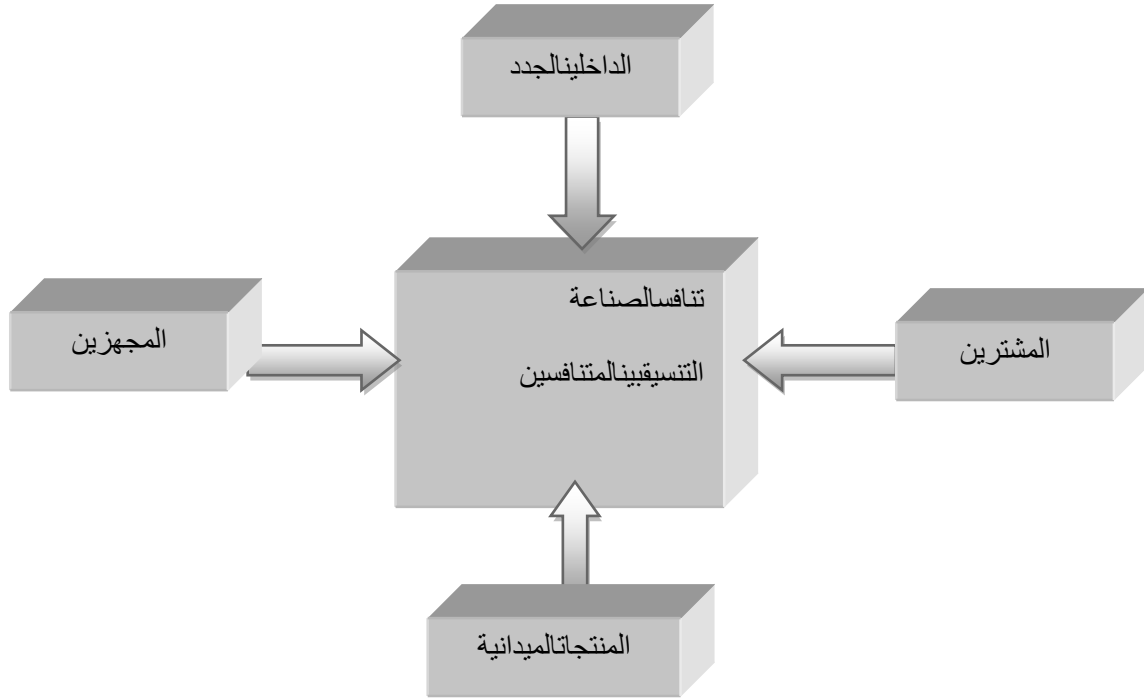 الداخلينالجدد
تنافسالصناعة
المجهزين
المشترين
التنسيقبينالمتنافسين
المنتجاتالميدانية